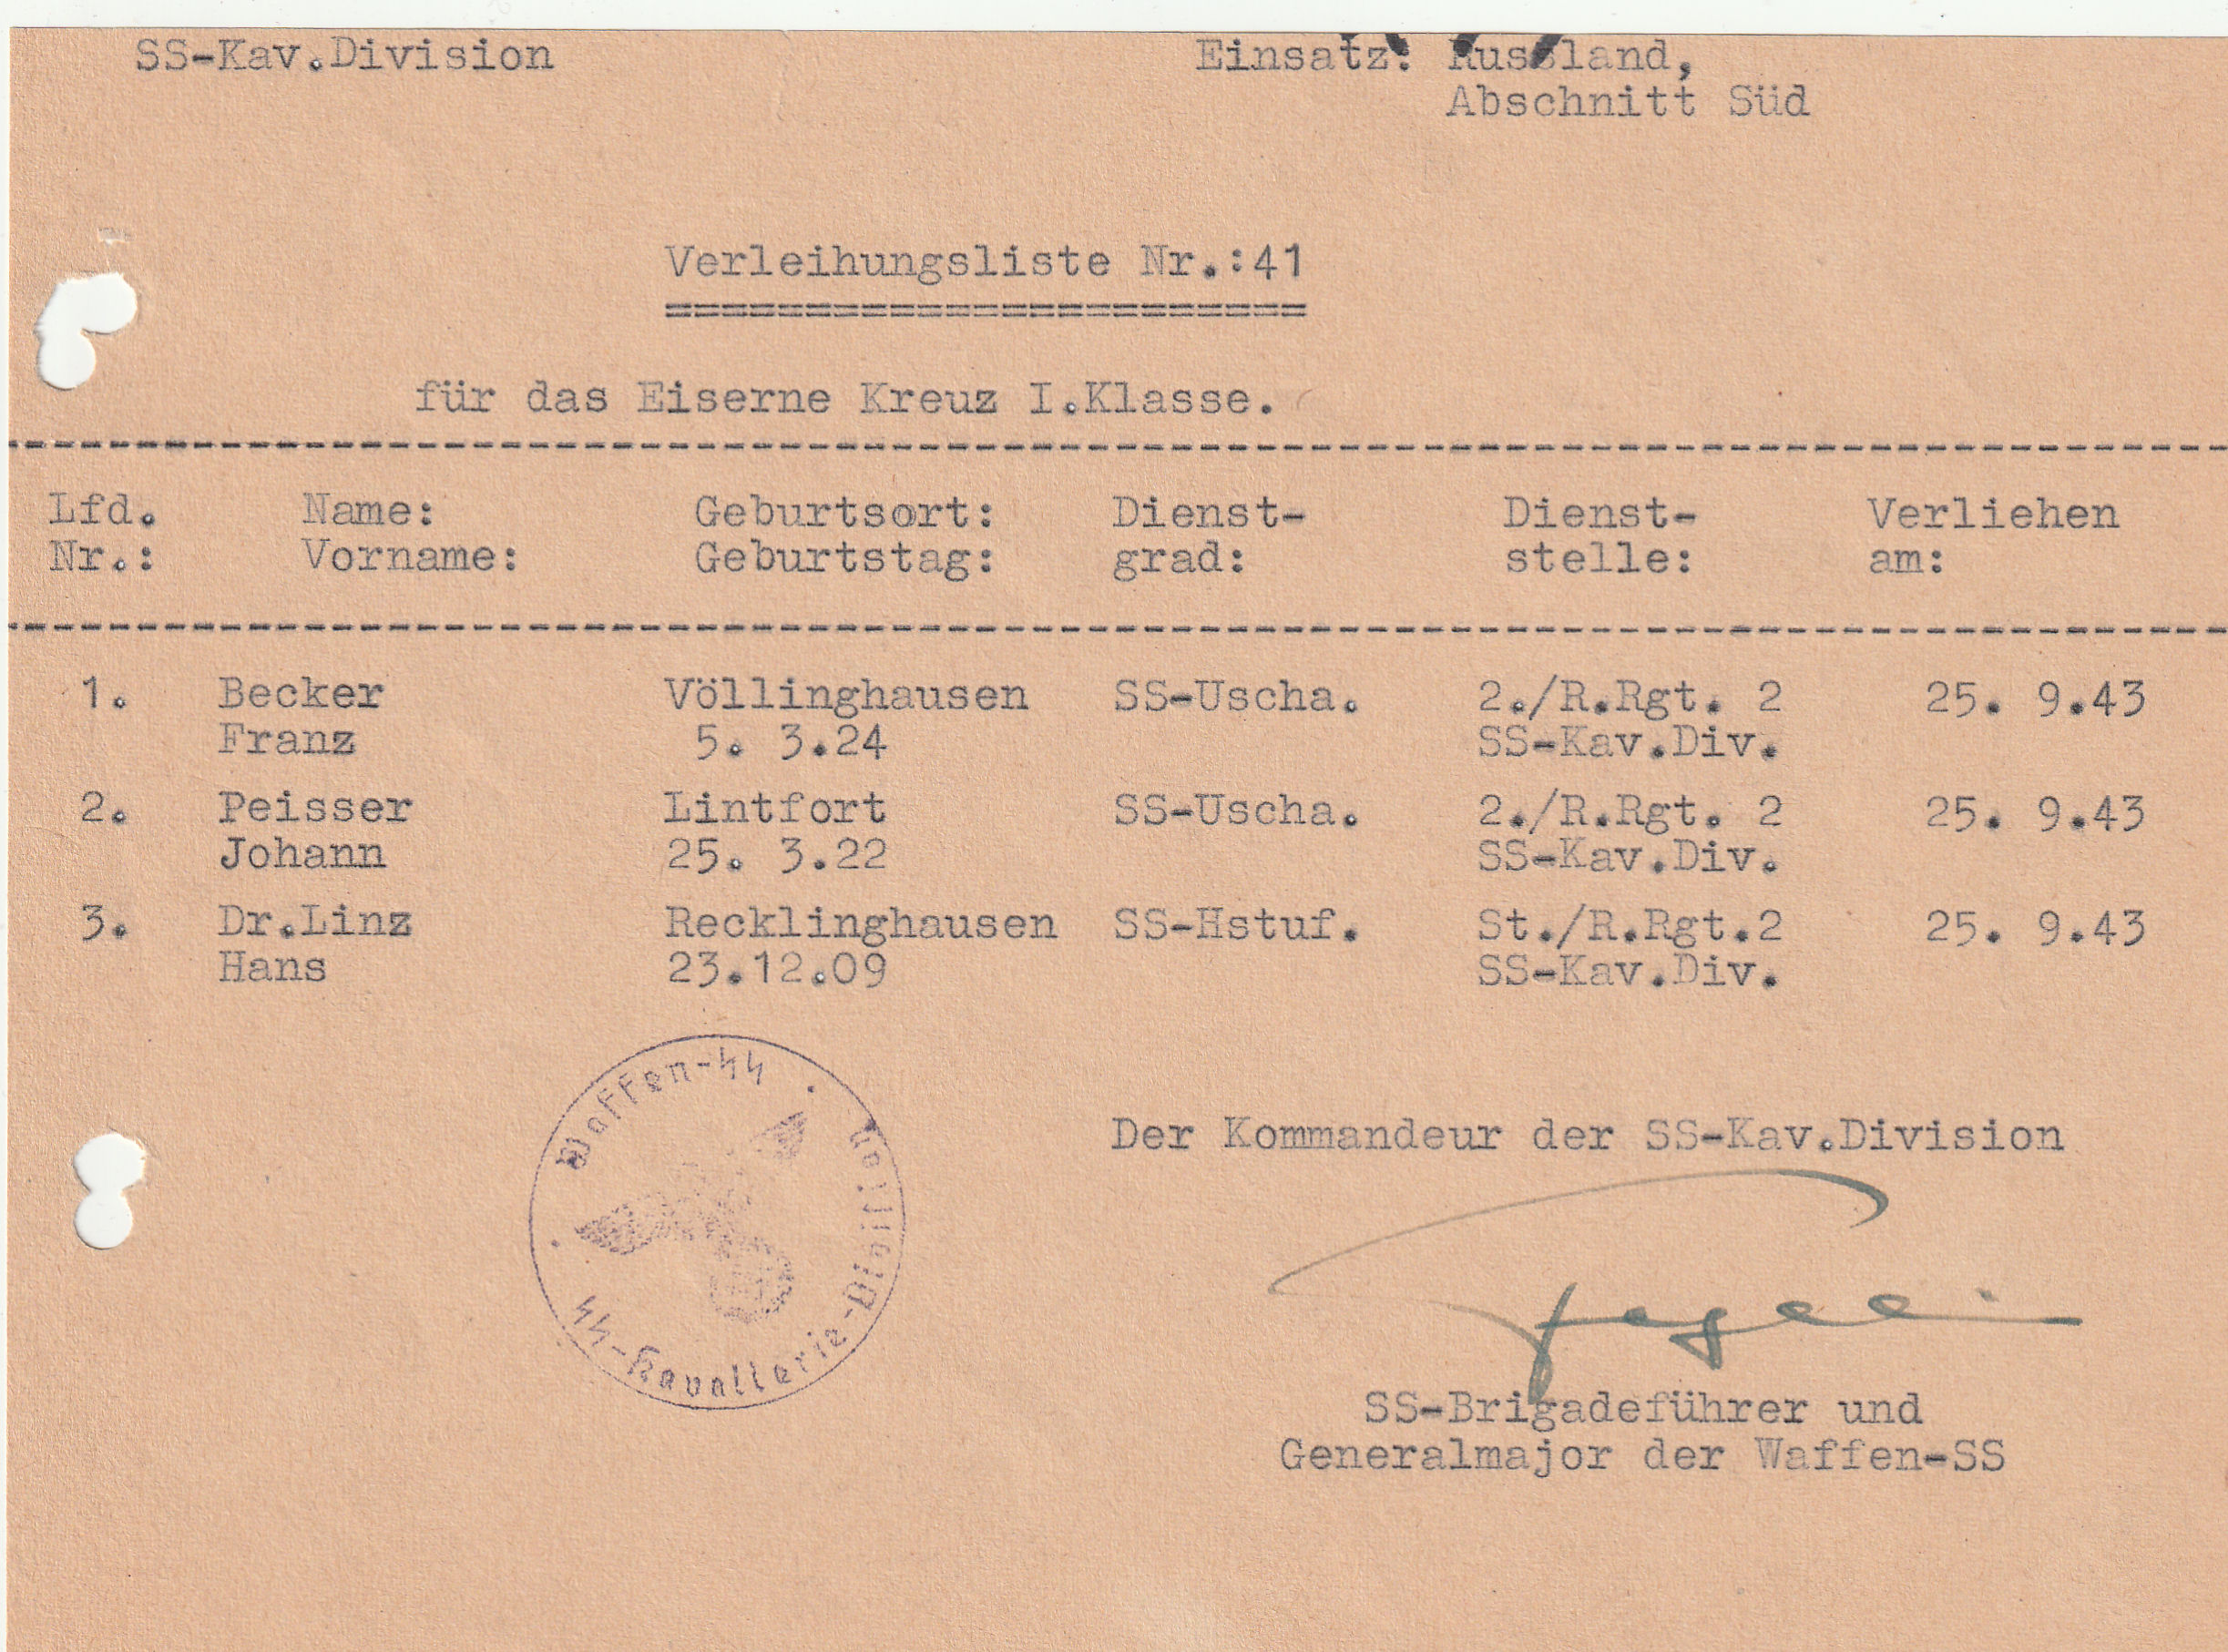 SS-Kav.Division Einsatz: Russland,
Abschnitt Süd
Verleihungsliste Nr.:41
=======================
für das Eiserne Kreuz I.Klasse.
Lfd. Name: Geburtsort: Dienst- Dienst- Verliehen
Nr.: Vorname: Geburtstag: grad: stelle: am:
1. Becker Völlinghausen SS-Uscha. 2./R.Rgt. 2 25. 9.43
Franz 5. 3.24 SS-Kav.Div.
2. Peisser Lintfort SS-Uscha. 2./R.Rgt. 2 25. 9.43
Johann 25. 3.22 SS-Kav.Div.
3. Dr.Linz Recklinghausen SS-Hstuf. St./R.Rgt.2 25. 9.43
Hans 23.12.09 SS-Kav.Div.
Waffen-SS
SS-Kavallerie-Division
Der Kommandeur der SS-Kav.Division
Fegelein
SS-Brigadeführer und
Generalmajor der Waffen-SS